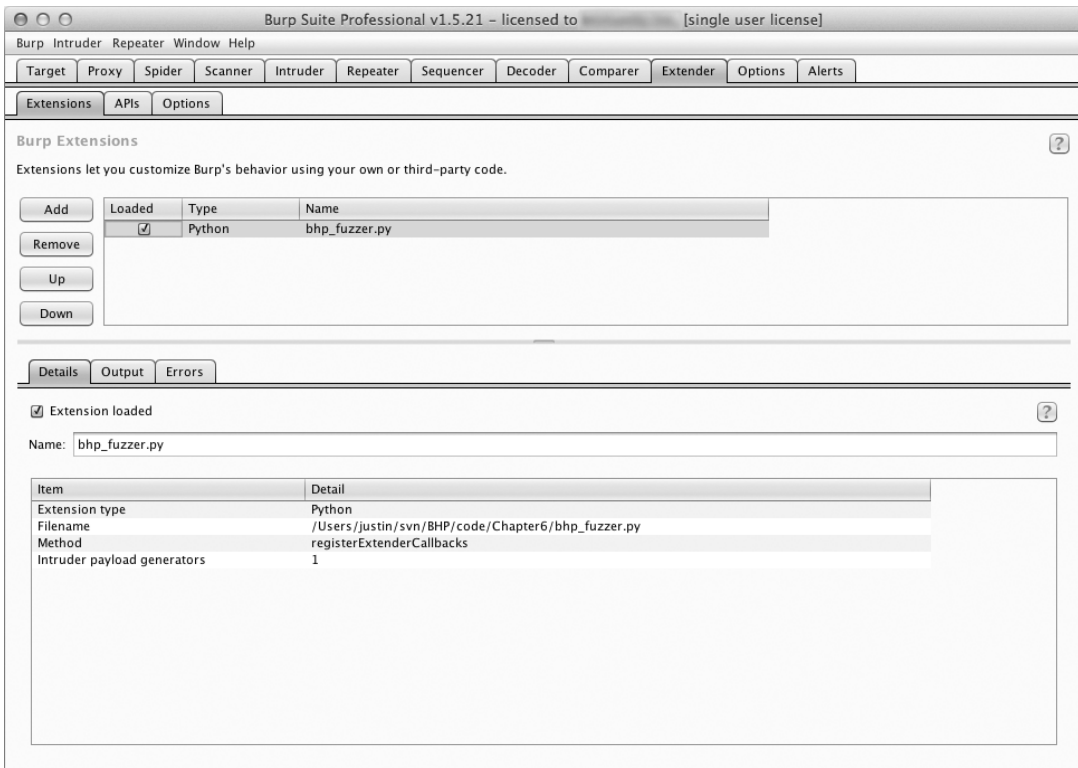 Burp Suite Professional v1.5.21 – licensed to [single user license]
Burp Intruder Repeater Window Help
Target Proxy Spider Scanner Intruder Repeater Sequencer Decoder Comparer Extender Options Alerts
Extensions APIs Options
Burp Extensions
?
Extensions let you customize Burp's behavior using your own or third-party code.
Add
Loaded Type Name
Python bhp_fuzzer.py
Remove
Up
Down
Details Output Errors
Extension loaded
?
Name: bhp_fuzzer.py
Item Detail
Extension type Python
Filename /Users/justin/svn/BHP/code/Chapter6/bhp_fuzzer.py
Method registerExtenderCallbacks
Intruder payload generators 1